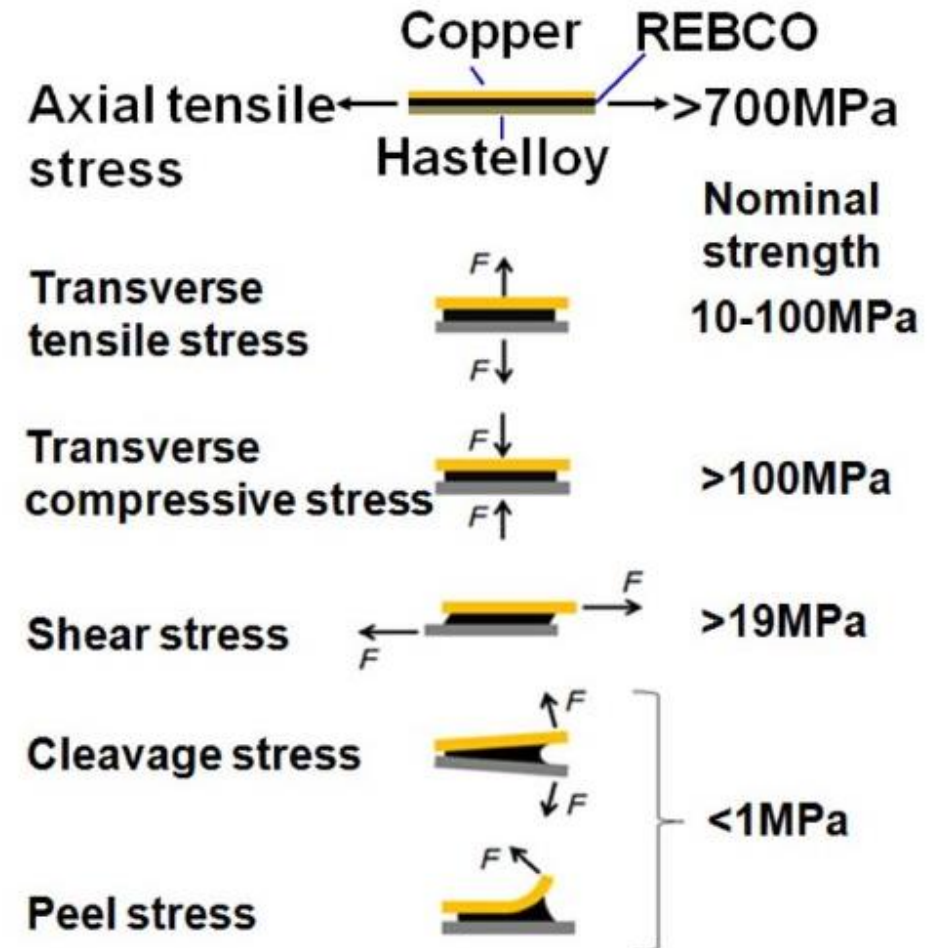 Copper REBCO
Axial tensile >700MPa
stress Hastelloy
Nominal
strength
Transverse
tensile stress
F
10-100MPa
F
Transverse
compressive stress
F
>100MPa
F
Shear stress
F
F
>19MPa
Cleavage stress
F
F
<1MPa
Peel stress
F